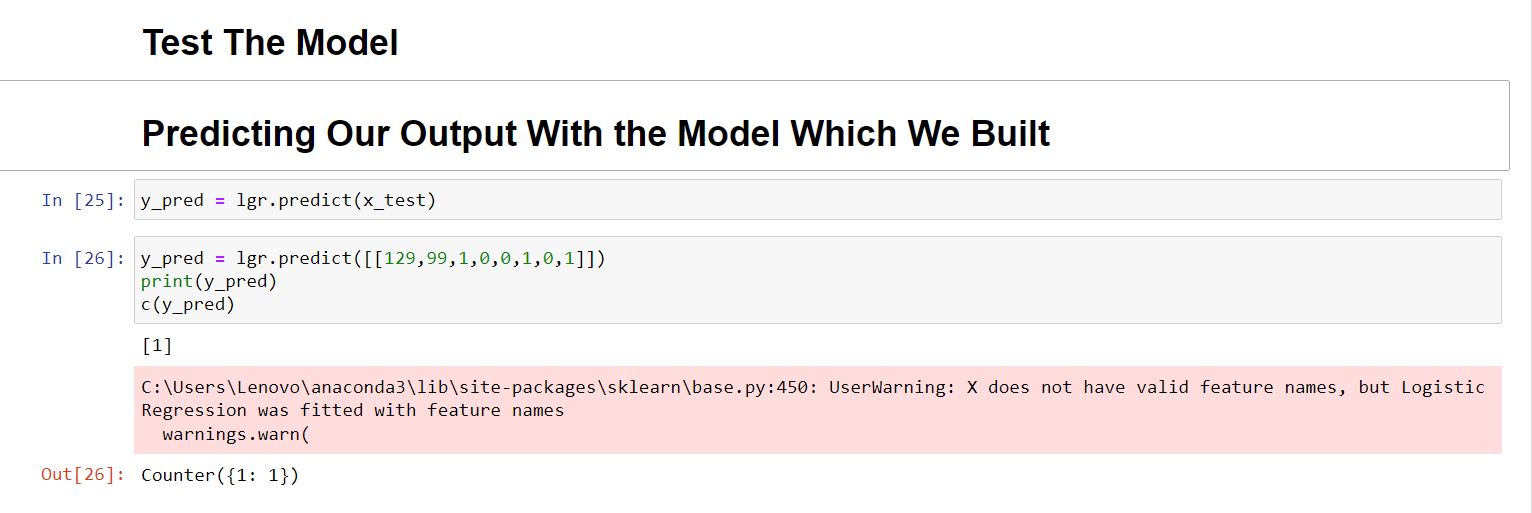 Test The Model
Predicting Our Output With the Model Which We Built
In [25]: y_pred = lgr.predict(x_test)
In [26]: y_pred = lgr.predict([[129,99,1,0,0,1,0,1]])
print(y_pred)
c(y_pred)
[1]
C:\Users\Lenovo\anaconda3\lib\site-packages\sklearn\base.py:450: UserWarning: X does not have valid feature names, but Logistic
Regression was fitted with feature names
warnings.warn(
Out[26]: Counter({1: 1})